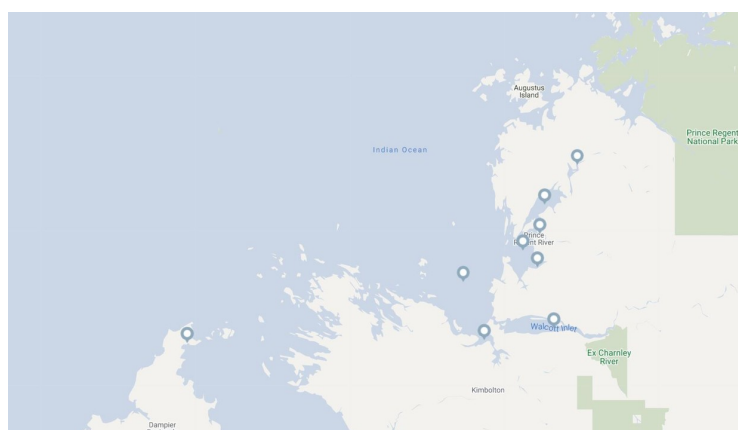 Augustus
Island
Indian Ocean
Prince Regent
National Park
Prince
Regent River
Walcott Inlet
Ex Charnley
River
Kimbolton
Dampier